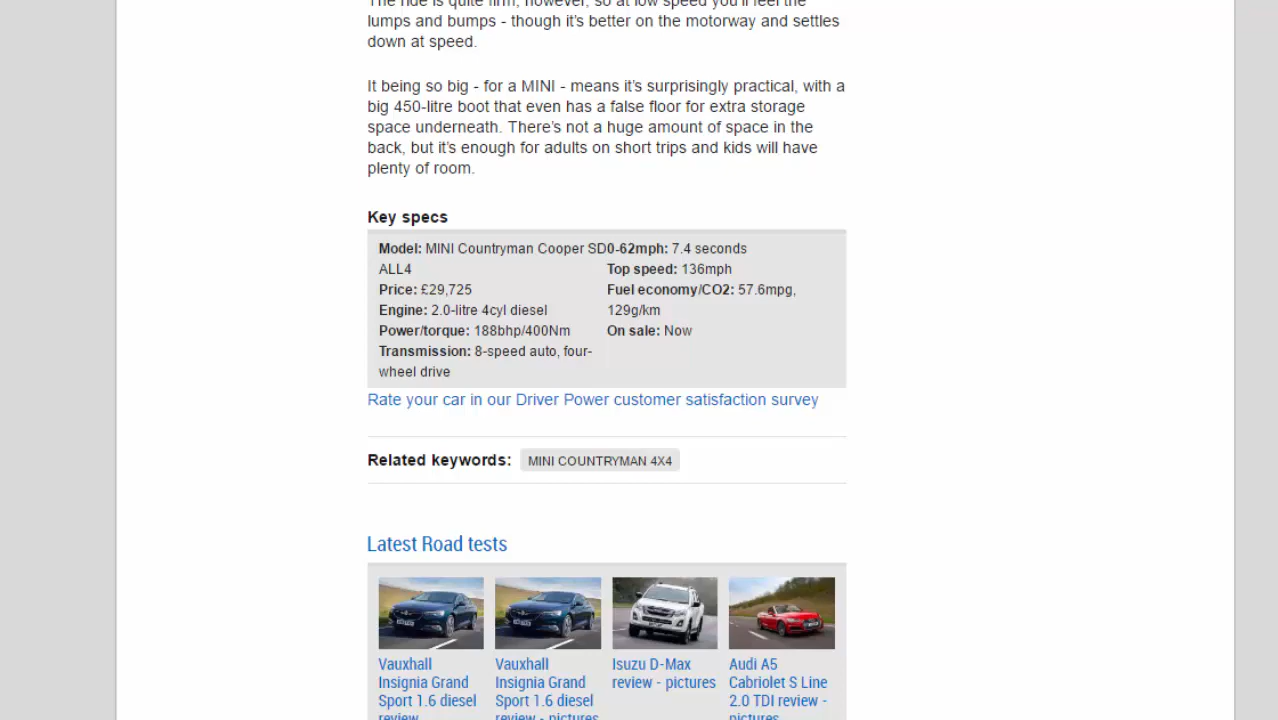 The ride is quite firm, however, so at low speed you'll feel the
lumps and bumps - though it's better on the motorway and settles
down at speed.
It being so big - for a MINI - means it's surprisingly practical, with a
big 450-litre boot that even has a false floor for extra storage
space underneath. There's not a huge amount of space in the
back, but it's enough for adults on short trips and kids will have
plenty of room.
Key specs
Model: MINI Countryman Cooper SD
ALL4
Price: £29,725
Engine: 2.0-litre 4cyl diesel
Power/torque: 188bhp/400Nm
Transmission: 8-speed auto, four-
wheel drive
0-62mph: 7.4 seconds
Top speed: 136mph
Fuel economy/CO2: 57.6mpg,
129g/km
On sale: Now
Rate your car in our Driver Power customer satisfaction survey
Related keywords: MINI COUNTRYMAN 4X4
Latest Road tests
Vauxhall
Insignia Grand
Sport 1.6 diesel
review
Vauxhall
Insignia Grand
Sport 1.6 diesel
review - pictures
Isuzu D-Max
review - pictures
Audi A5
Cabriolet S Line
2.0 TDI review -
pictures